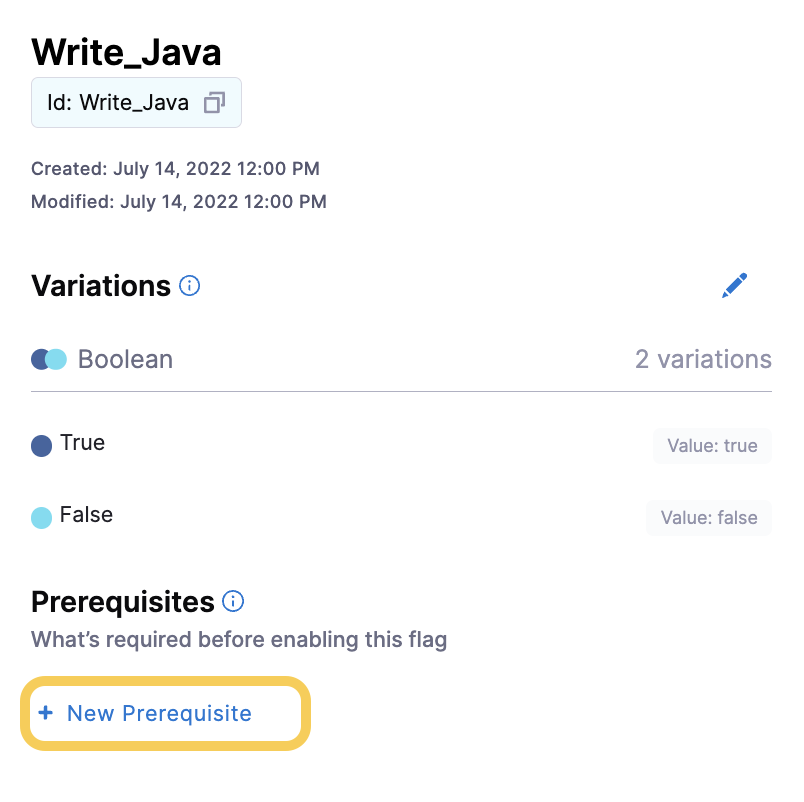 Write_Java
Id: Write_Java
Created: July 14, 2022 12:00 PM
Modified: July 14, 2022 12:00 PM
Variations
Boolean 2 variations
True Value: true
False Value: false
Prerequisites
What’s required before enabling this flag
+ New Prerequisite